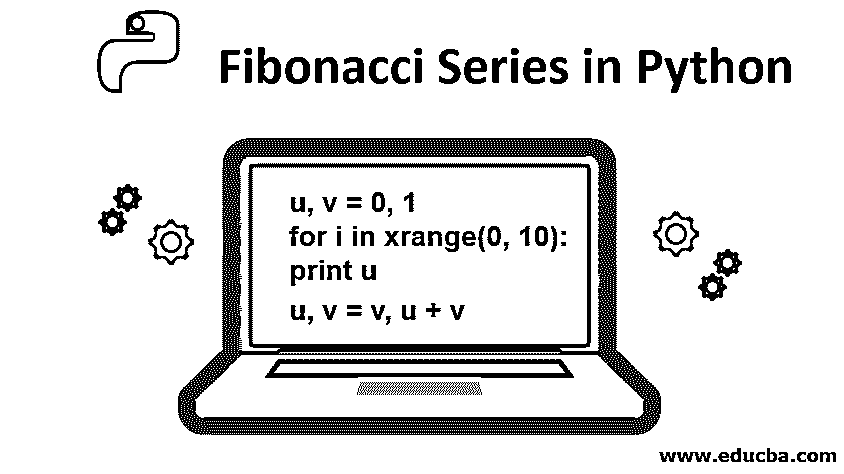 Fibonacci Series in Python
u, v = 0, 1
for i in xrange(0, 10):
print u
u, v = v, u + v
www.educba.com